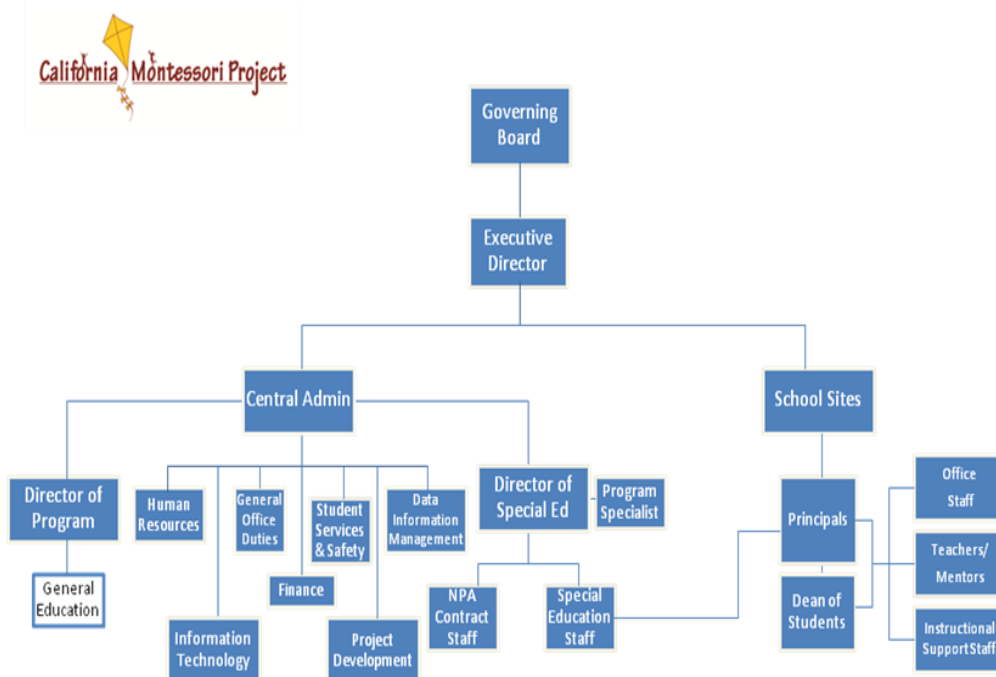 California Montessori Project
Governing
Board
Executive
Director
Central Admin
School Sites
Director of
Program
Human
Resources
General
Office
Duties
Student
Services
& Safety
Data
Information
Management
Director of
Special Ed
Program
Specialist
Principals
Office
Staff
General
Education
Finance
Information
Technology
Project
Development
NPA
Contract
Staff
Special
Education
Staff
Dean of
Students
Teachers/
Mentors
Instructional
Support Staff